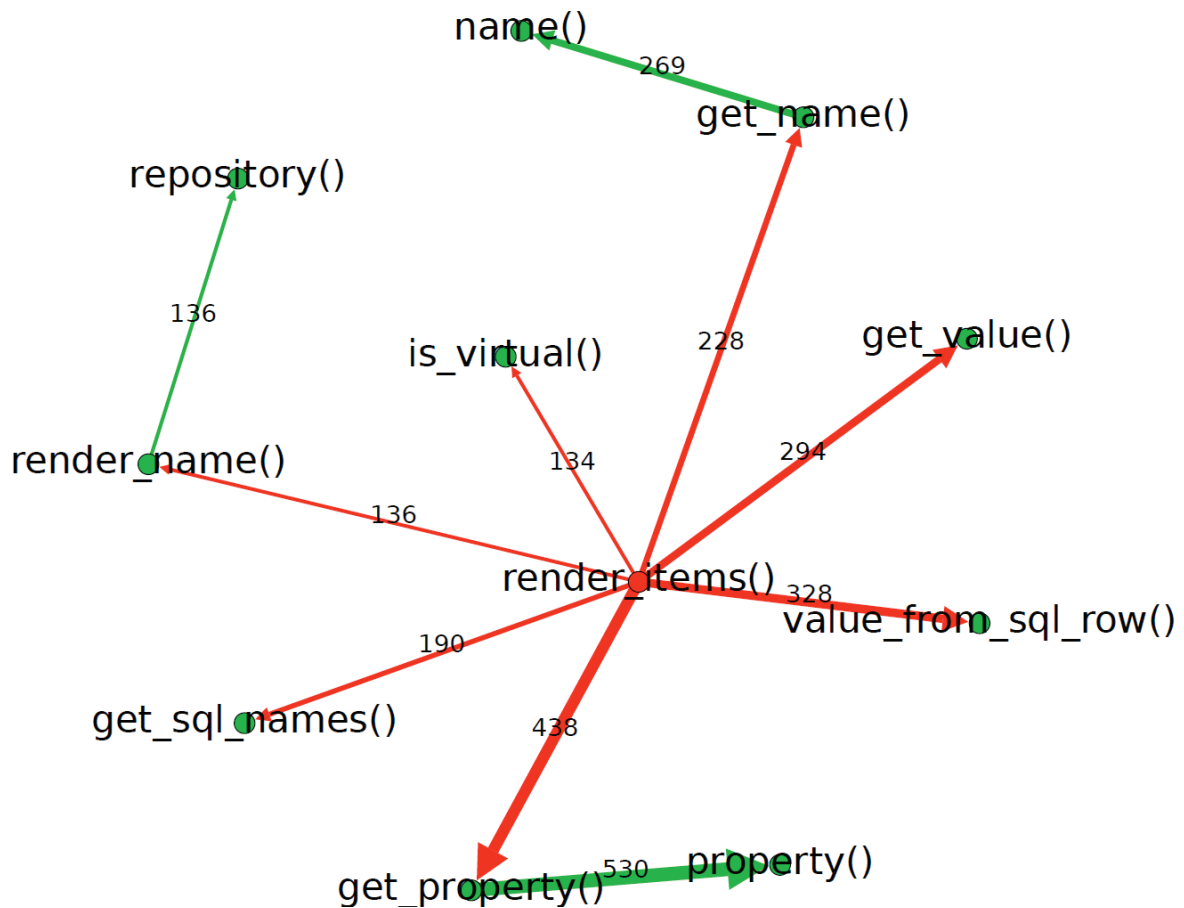 name()
269
get_name()
repository()
136
228
get_value()
is_virtual()
294
134
render_name()
136
render_items()
328
value_from_sql_row()
190
get_sql_names()
438
property()
530
get_property()